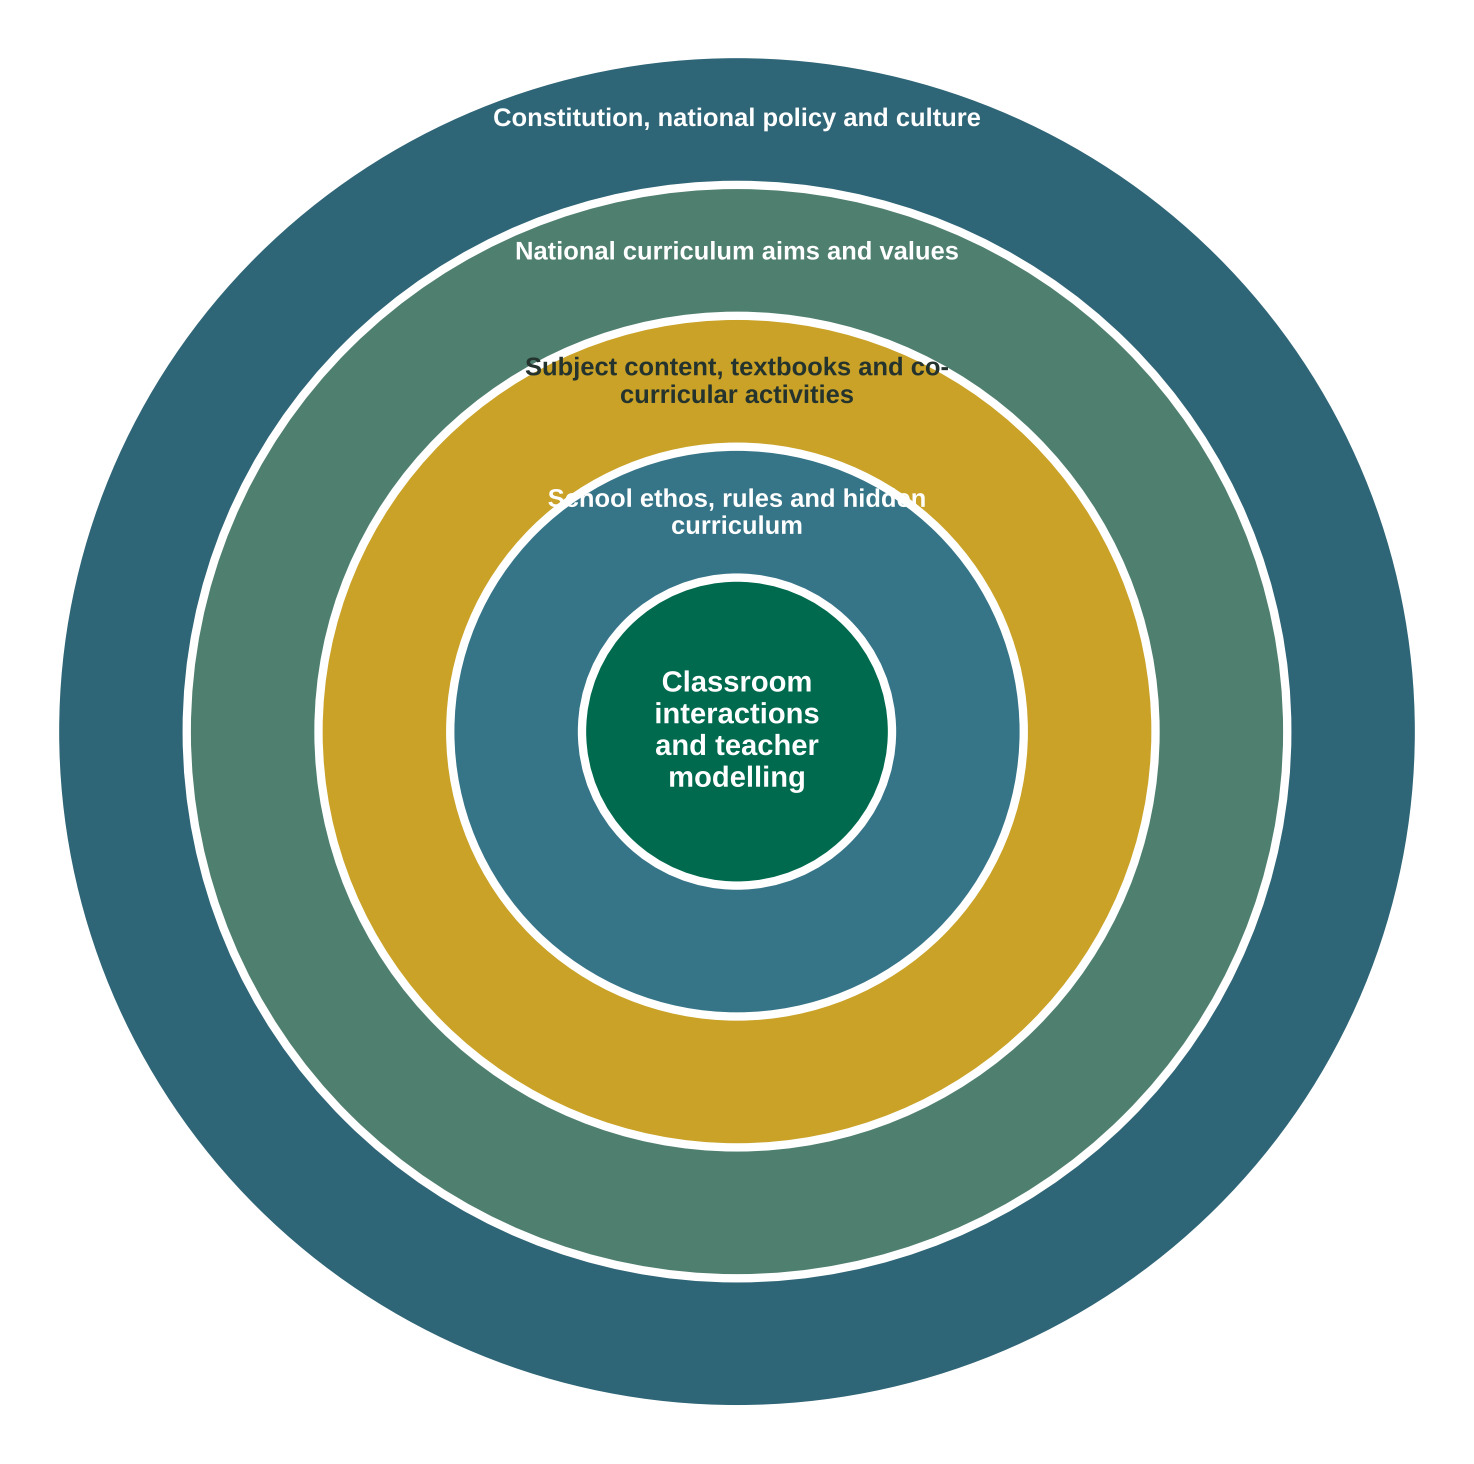 Constitution, national policy and culture
National curriculum aims and values
Subject content, textbooks and co-
curricular activities
School ethos, rules and hidden
curriculum
Classroom
interactions
and teacher
modelling